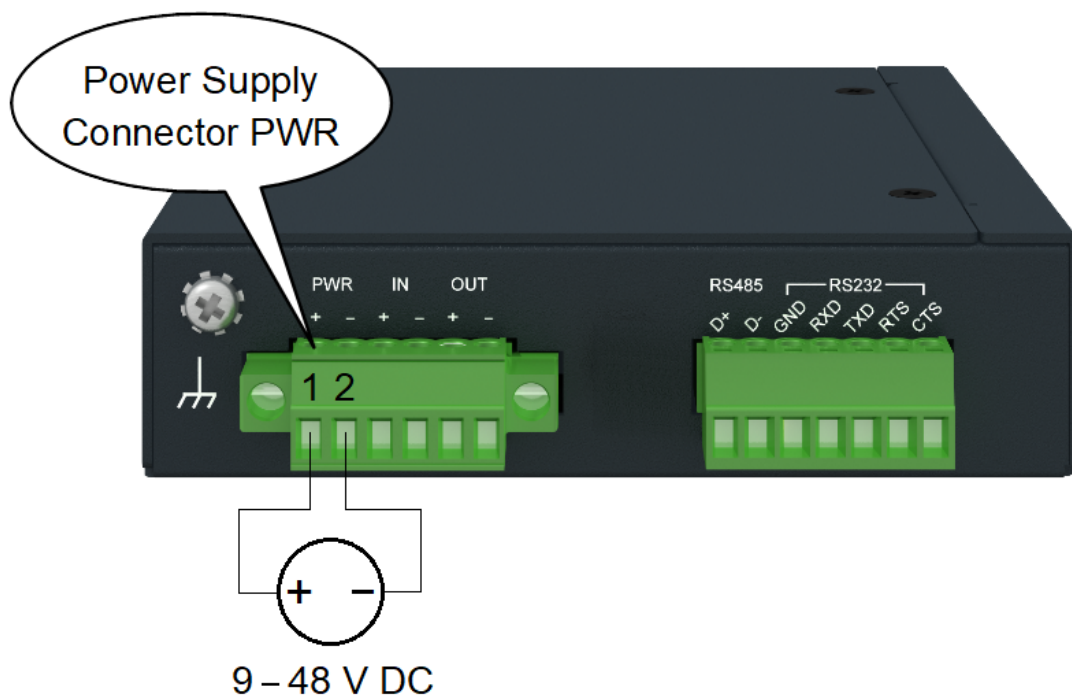 Power Supply
Connector PWR
PWR IN OUT
+ – + – + –
1 2
RS485 RS232
D+ D- GND RXD TXD RTS CTS
+ –
9 – 48 V DC